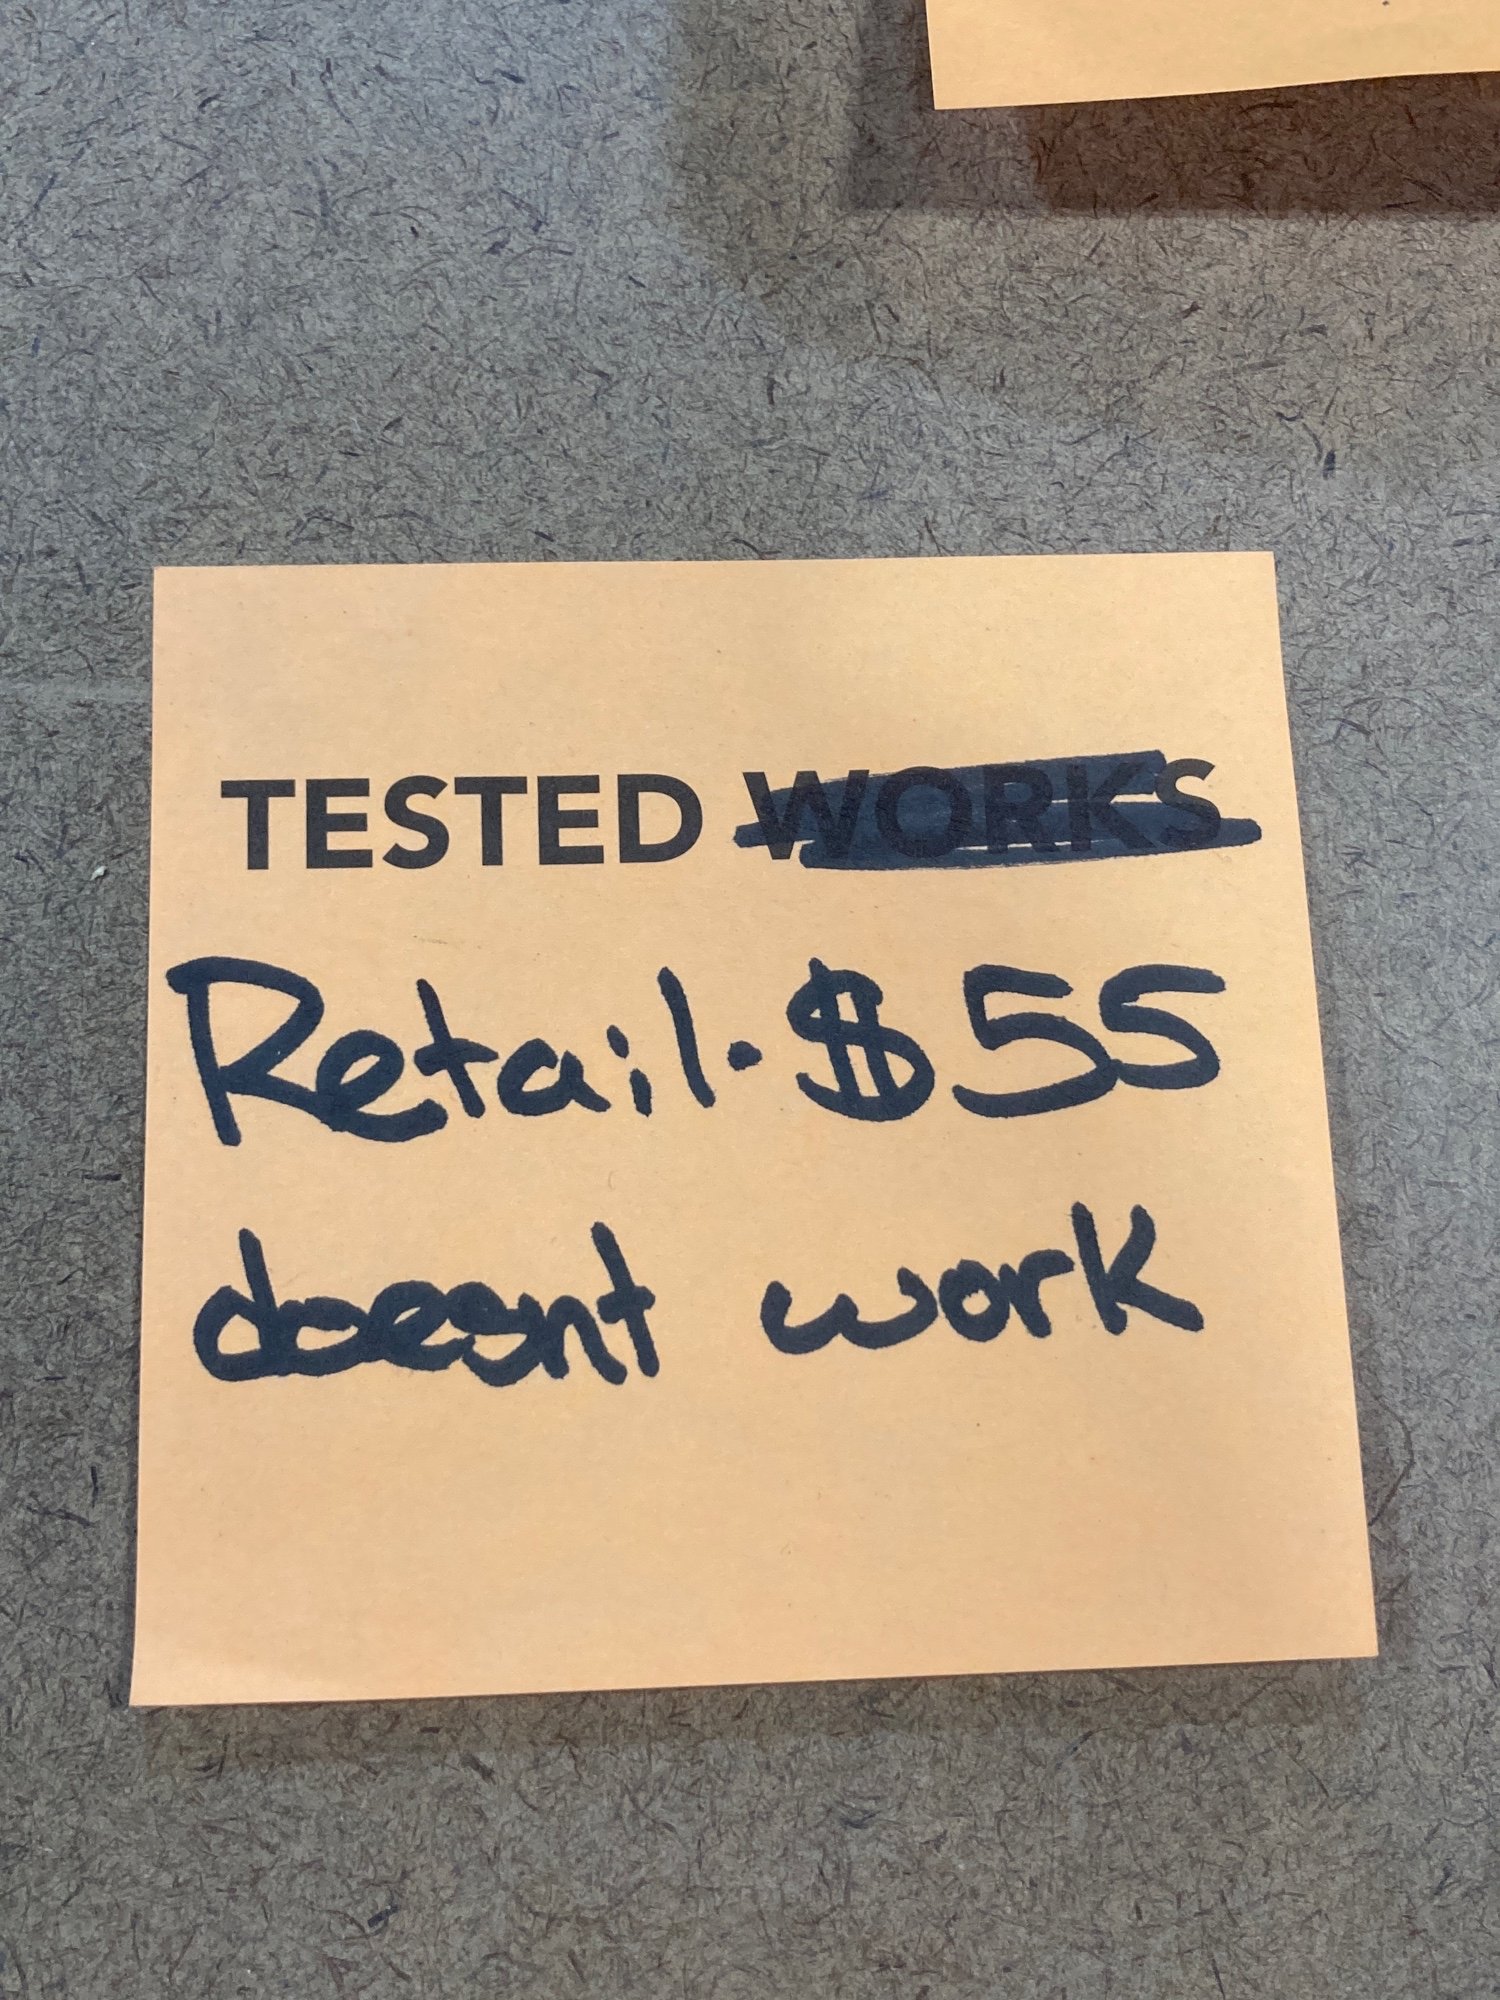 TESTED WORKS
Retail. $55
doesnt work